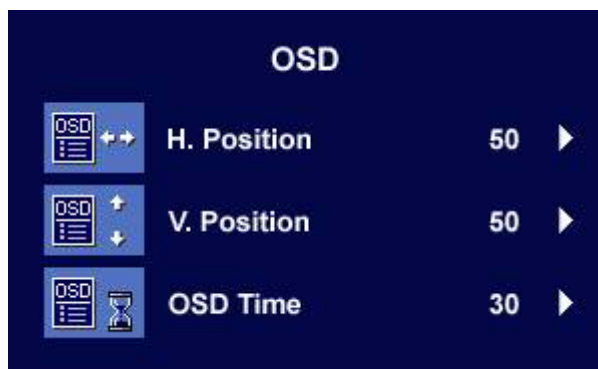 OSD
OSD H. Position 50
OSD V. Position 50
OSD OSD Time 30